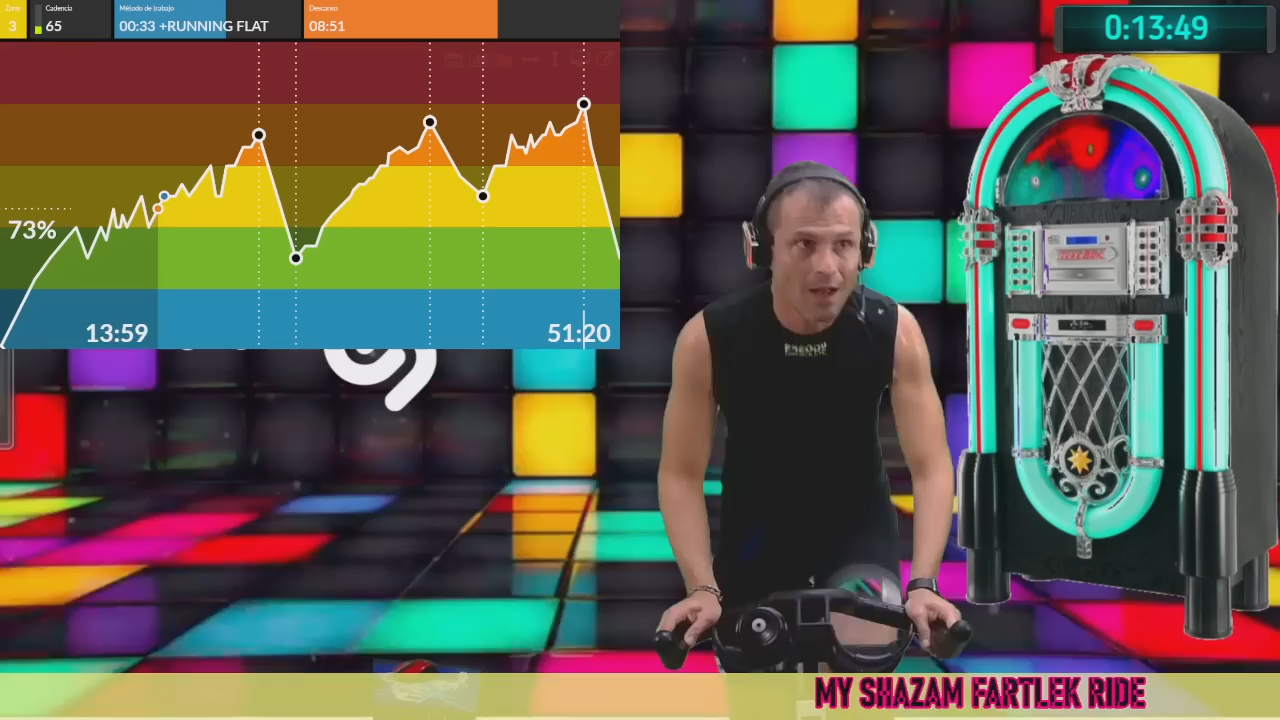 Zona
3
Cadencia
65
Método de trabajo
00:33 +RUNNING FLAT
Descanso
08:51
0:13:49
73%
13:59
51:20
MY SHAZAM FARTLEK RIDE